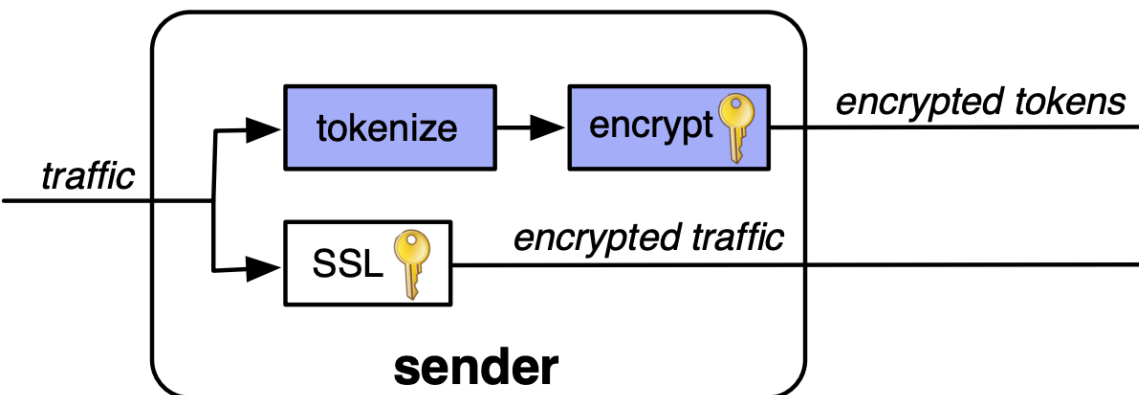 encrypted tokens
tokenize
encrypt
traffic
encrypted traffic
SSL
sender